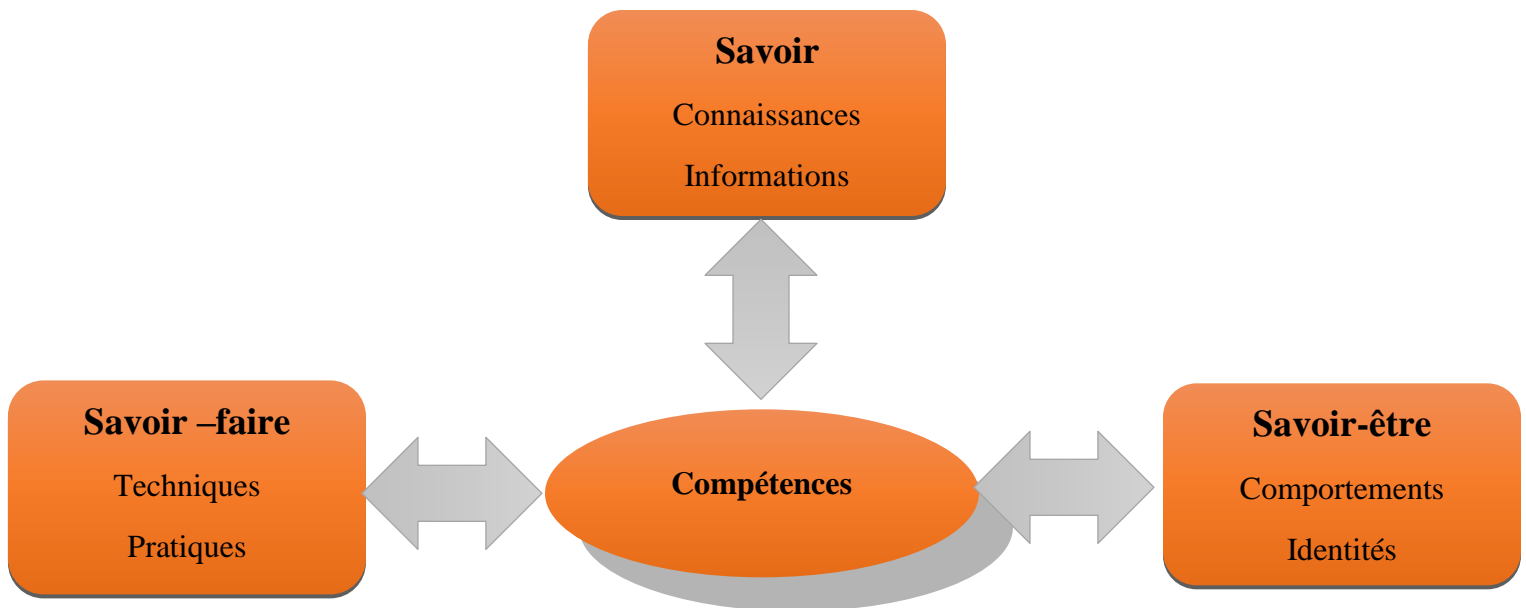 Savoir
Connaissances
Informations
Savoir –faire
Techniques
Pratiques
Compétences
Savoir-être
Comportements
Identités